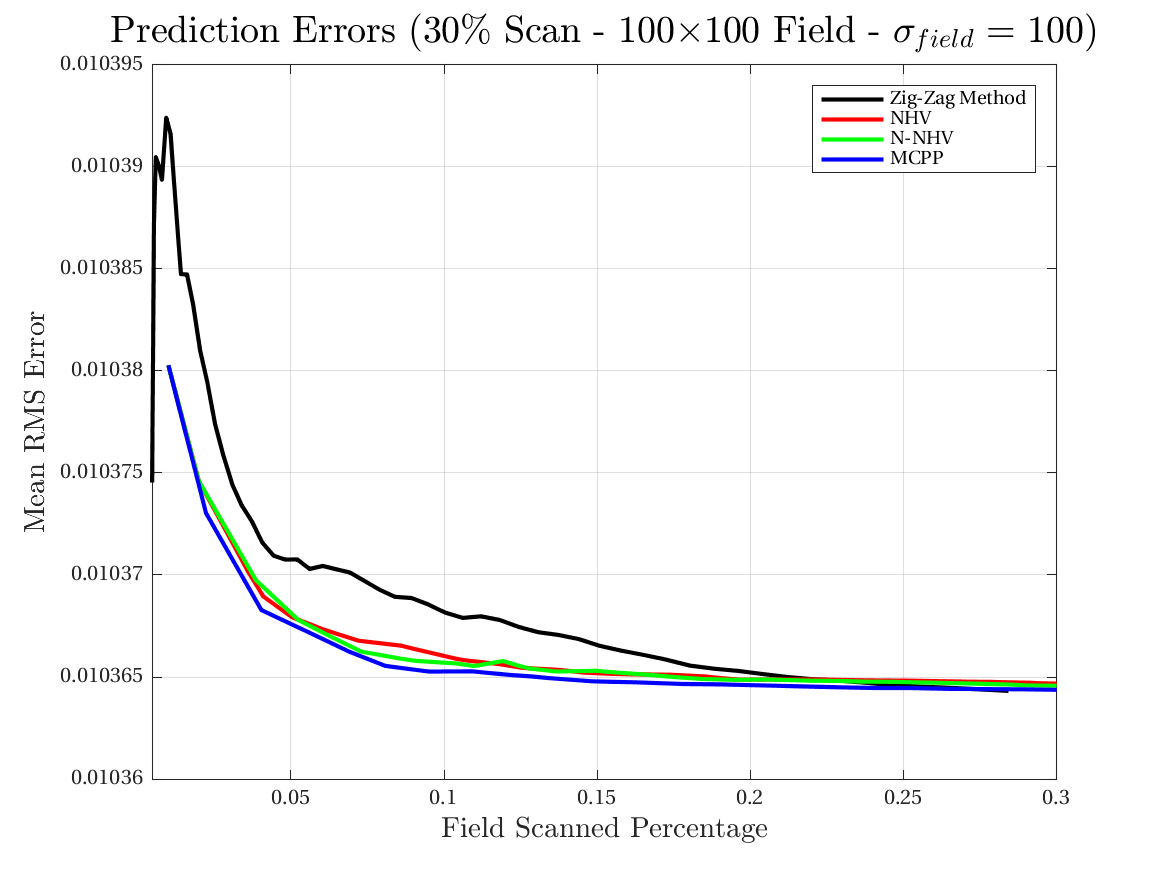 Prediction Errors (30% Scan - 100×100 Field - σ_field = 100)
0.010395
0.01039
0.010385
0.01038
0.010375
0.01037
0.010365
0.01036
Mean RMS Error
Zig-Zag Method
NHV
N-NHV
MCPP
0.05 0.1 0.15 0.2 0.25 0.3
Field Scanned Percentage